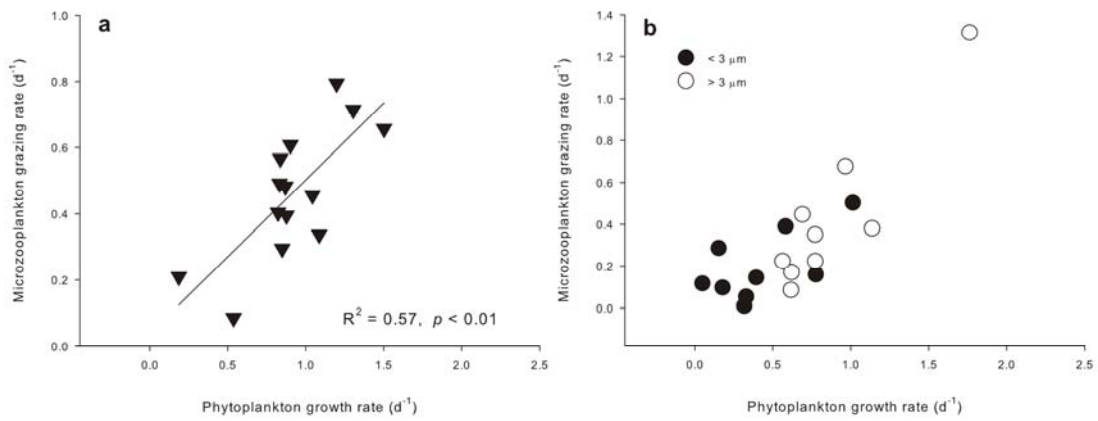 a
1.0
0.8
0.6
0.4
0.2
0.0
Microzooplankton grazing rate (d⁻¹)
R² = 0.57, p < 0.01
0.0 0.5 1.0 1.5 2.0 2.5
Phytoplankton growth rate (d⁻¹)
b
1.4
1.2
1.0
0.8
0.6
0.4
0.2
0.0
Microzooplankton grazing rate (d⁻¹)
< 3 μm
> 3 μm
0.0 0.5 1.0 1.5 2.0 2.5
Phytoplankton growth rate (d⁻¹)